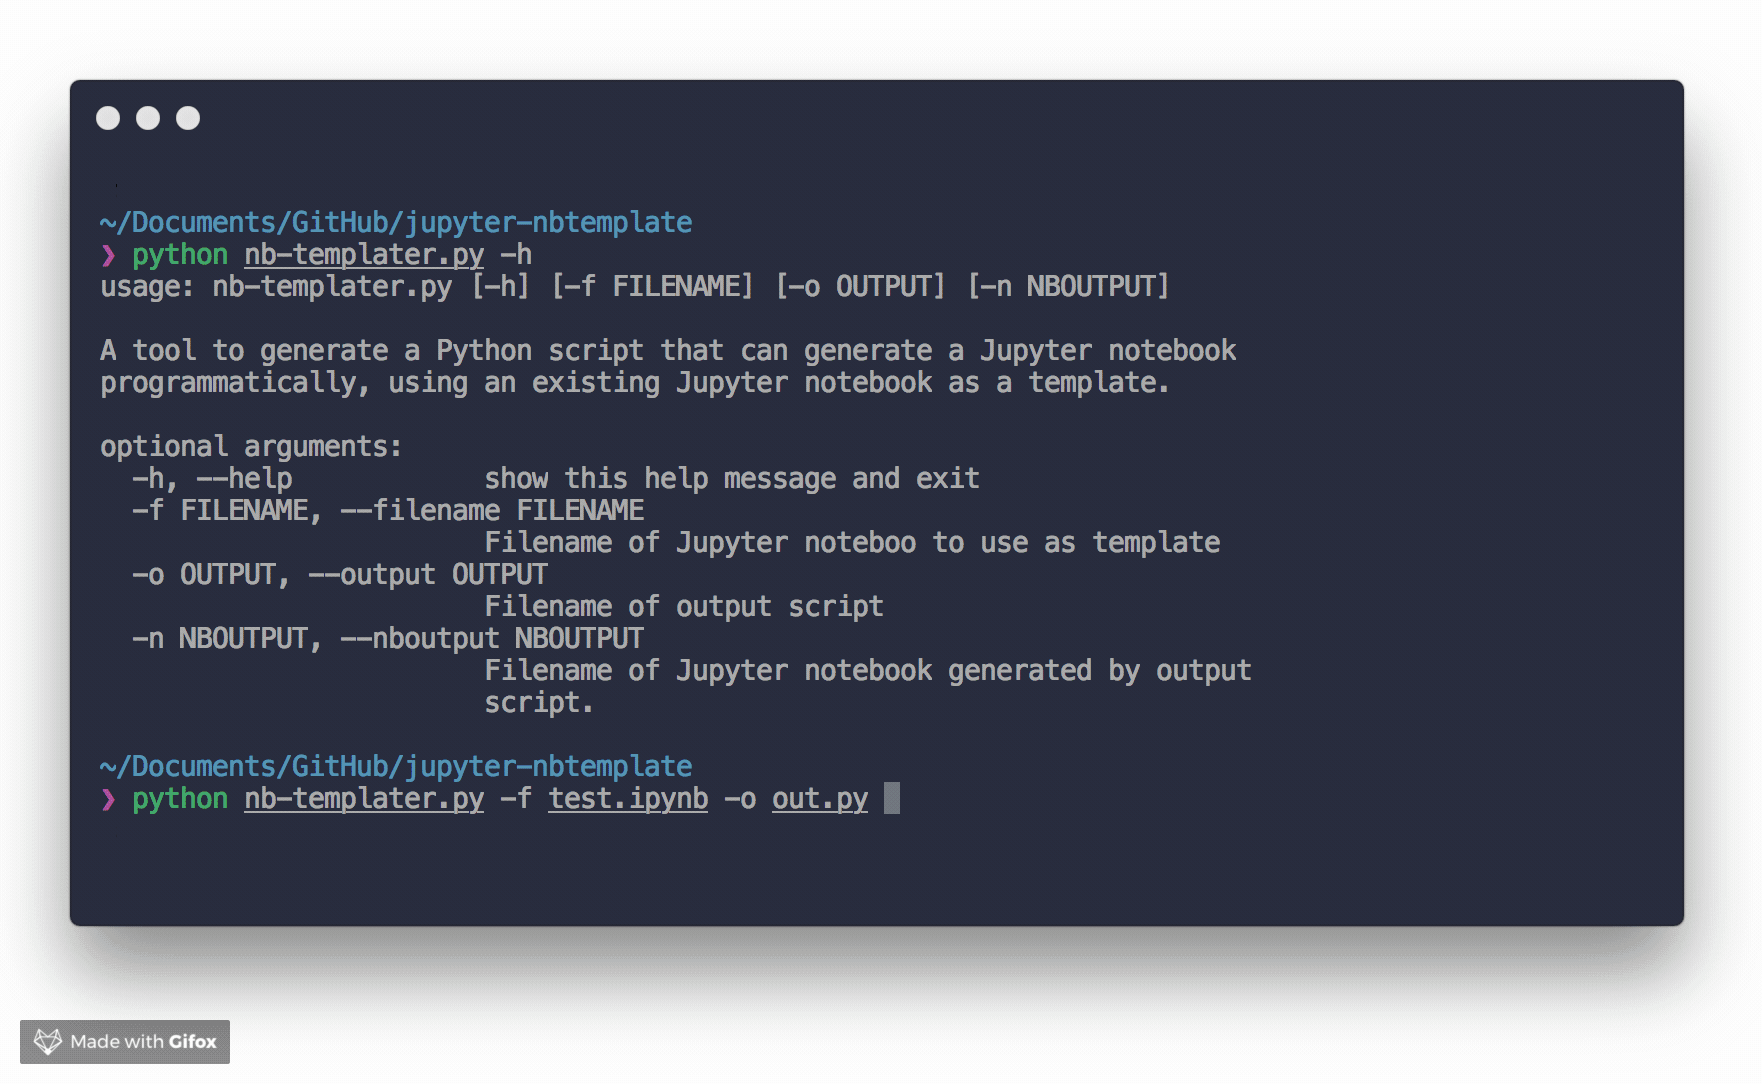 ~/Documents/GitHub/jupyter-nbtemplate
❯ python nb-templater.py -h
usage: nb-templater.py [-h] [-f FILENAME] [-o OUTPUT] [-n NBOUTPUT]
A tool to generate a Python script that can generate a Jupyter notebook
programmatically, using an existing Jupyter notebook as a template.
optional arguments:
-h, --help show this help message and exit
-f FILENAME, --filename FILENAME
Filename of Jupyter noteboo to use as template
-o OUTPUT, --output OUTPUT
Filename of output script
-n NBOUTPUT, --nboutput NBOUTPUT
Filename of Jupyter notebook generated by output
script.
~/Documents/GitHub/jupyter-nbtemplate
❯ python nb-templater.py -f test.ipynb -o out.py
Made with Gifox